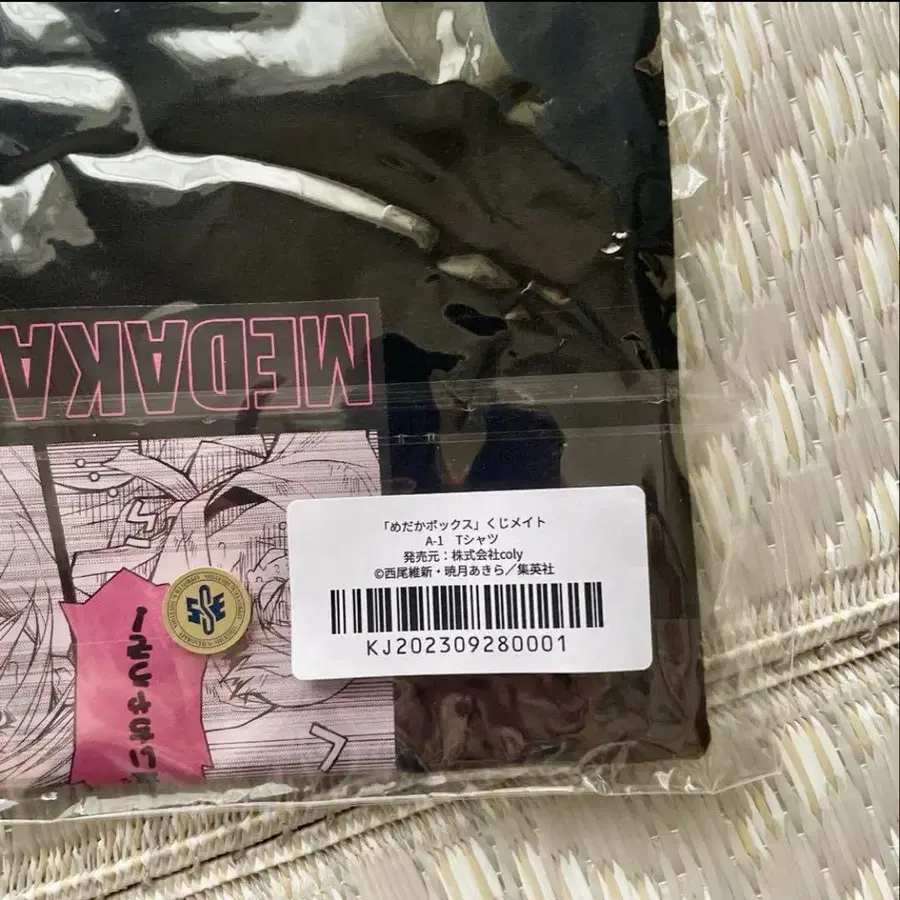 MEDAKA
「めだかボックス」くじメイト
A-1　Tシャツ
発売元：株式会社coly
©西尾維新・暁月あきら／集英社
KJ202309280001